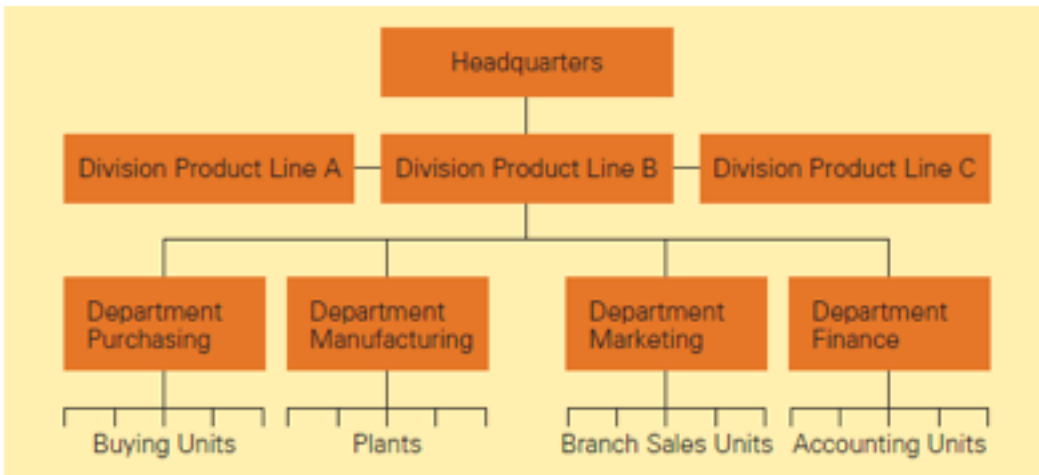 Headquarters
Division Product Line A
Division Product Line B
Division Product Line C
Department
Purchasing
Department
Manufacturing
Department
Marketing
Department
Finance
Buying Units
Plants
Branch Sales Units
Accounting Units